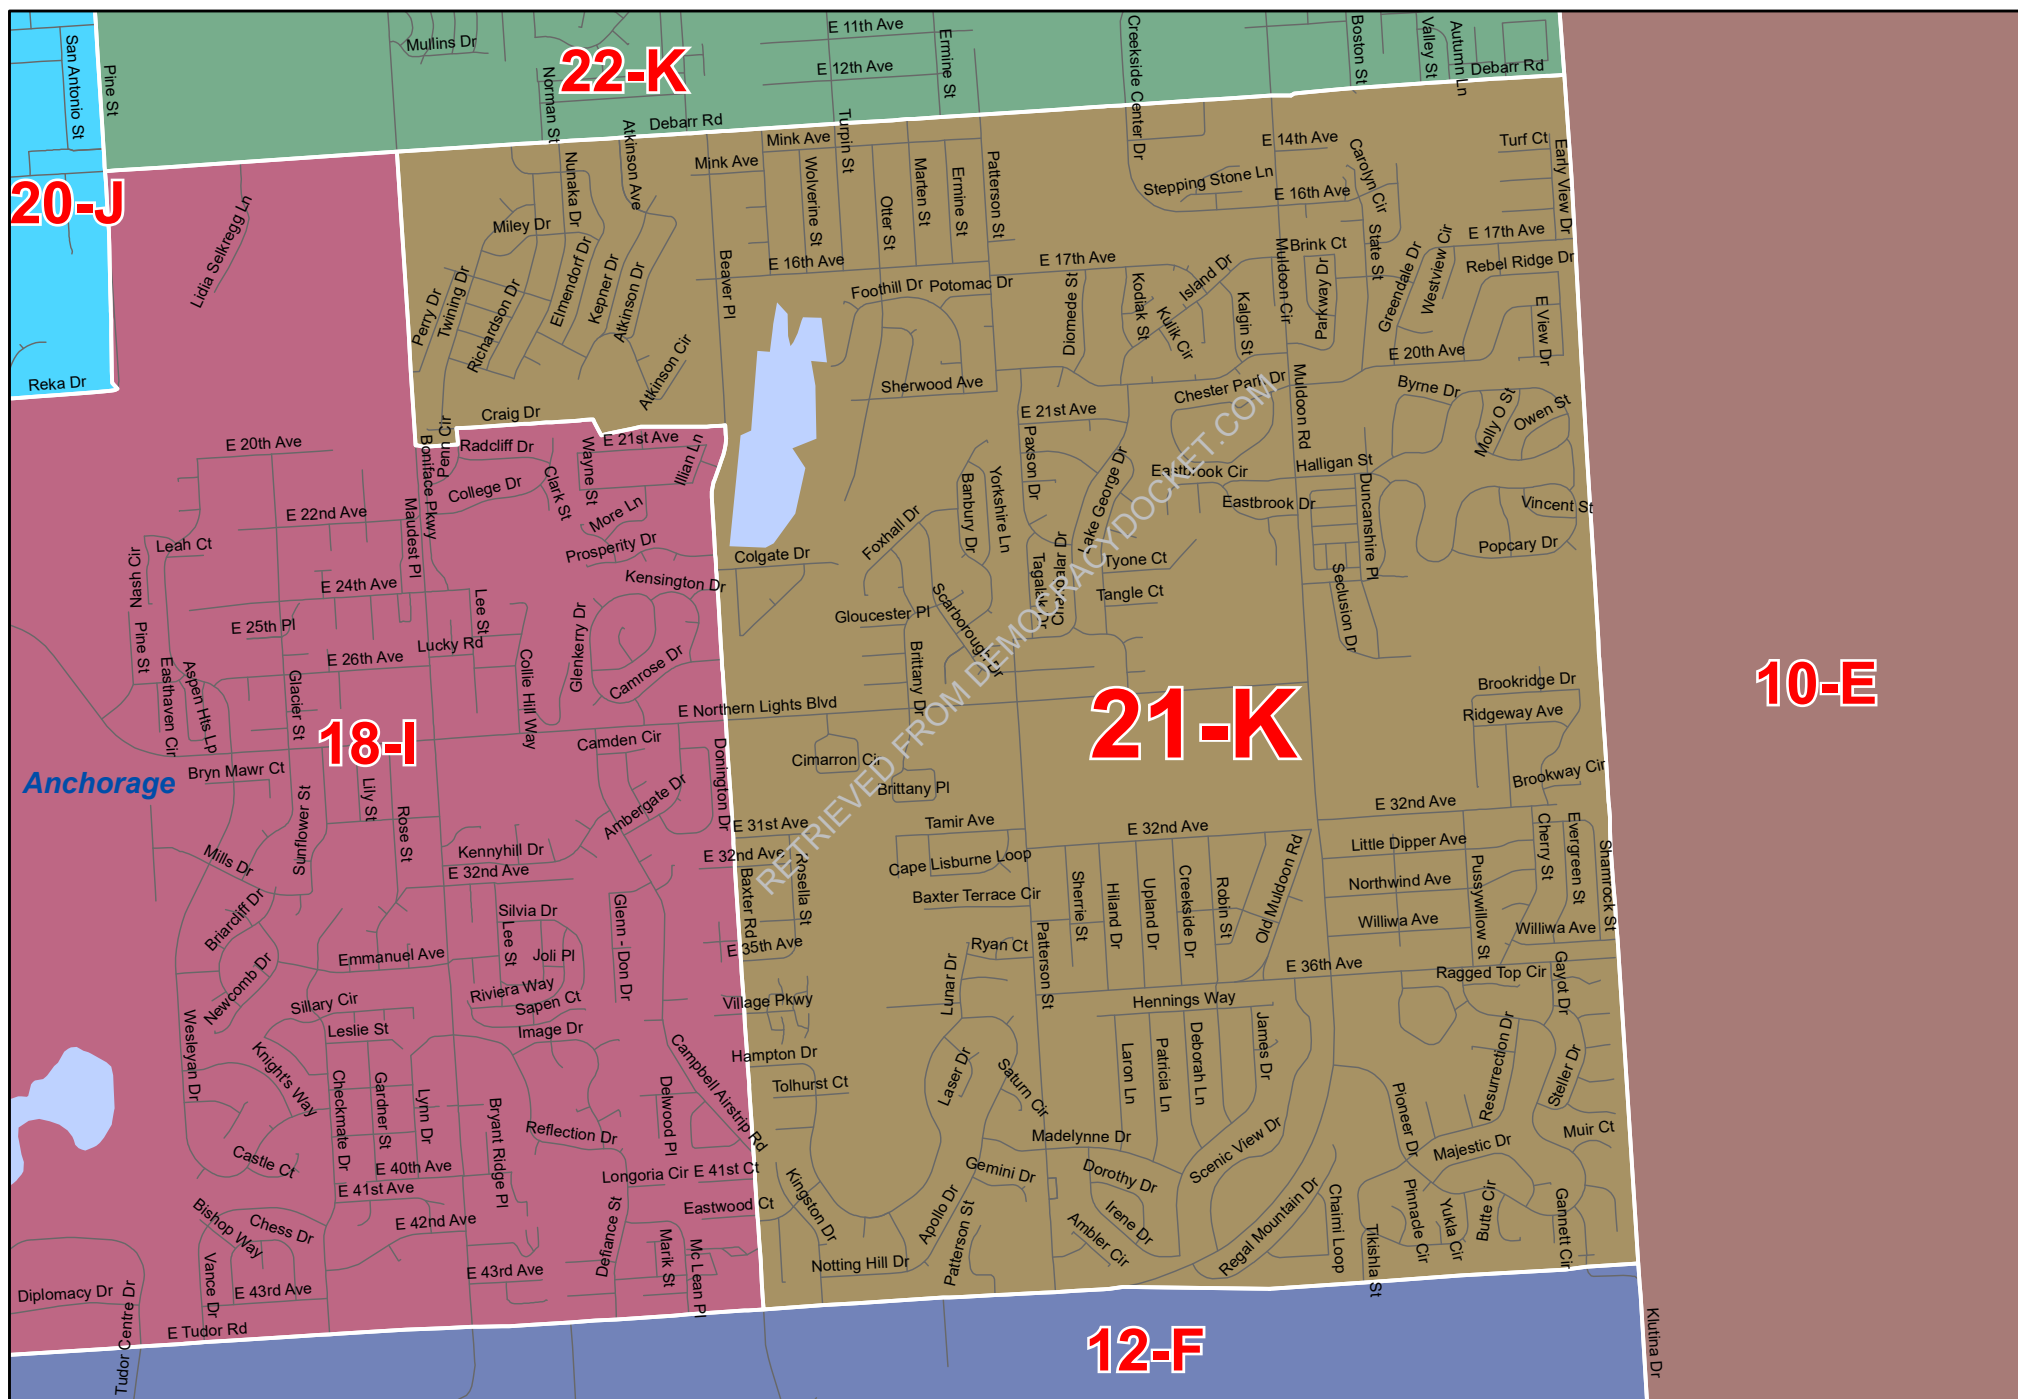 San Antonio St
Pine St
Mullins Dr
Norman St
22-K
E 11th Ave
E 12th Ave
Ermine St
Creekside Center Dr
Boston St
Valley St
Autumn Ln
Debarr Rd
Debarr Rd
20-J
Lidia Selkregg Ln
Reka Dr
Nunaka Dr
Atkinson Ave
Mink Ave
Mink Ave
Turpin St
Wolverine St
Otter St
Marten St
Ermine St
Patterson St
Stepping Stone Ln
E 14th Ave
E 16th Ave
Carolyn Cir
State St
Turf Ct
Early View Dr
Miley Dr
Perry Dr
Twining Dr
Richardson Dr
Elmendorf Dr
Kepner Dr
Atkinson Dr
Atkinson Cir
Beaver Pl
E 16th Ave
Foothill Dr
Potomac Dr
E 17th Ave
Diomede St
Kodiak St
Kulik Cir
Island Dr
Kalgin St
Muldoon Cir
Brink Ct
Parkway Dr
Greendale Dr
Westview Cir
E 17th Ave
Rebel Ridge Dr
E View Dr
E 20th Ave
Sherwood Ave
Chester Park Dr
Muldoon Rd
Byrne Dr
Molly O St
Owen St
Craig Dr
Penn Cir
Boniface Pkwy
Radcliff Dr
E 21st Ave
Wayne St
Illian Ln
E 20th Ave
Clark St
College Dr
More Ln
Maudest Pl
E 22nd Ave
Prosperity Dr
Leah Ct
Nash Cir
E 24th Ave
Kensington Dr
Lee St
E 25th Pl
Lucky Rd
Pine St
E 26th Ave
Glenkerry Dr
Camrose Dr
Collie Hill Way
Easthaven Cir
Aspen Hts Lp
Glacier St
18-I
Anchorage
E 21st Ave
Paxson Dr
Lake George Dr
Eastbrook Cir
Halligan St
Eastbrook Dr
Duncanshire Pl
Vincent St
Popcary Dr
Seclusion Dr
Banbury Dr
Yorkshire Ln
Foxhall Dr
Colgate Dr
Tagalak Dr
Chandalar Dr
Tyone Ct
Tangle Ct
Gloucester Pl
Scarborough Dr
Brittany Dr
E Northern Lights Blvd
21-K
10-E
Brookridge Dr
Ridgeway Ave
Brookway Cir
Camden Cir
Donington Dr
Cimarron Cir
Brittany Pl
Bryn Mawr Ct
Sunflower St
Lily St
Rose St
Ambergate Dr
E 31st Ave
Tamir Ave
E 32nd Ave
E 32nd Ave
Little Dipper Ave
Cherry St
Evergreen St
Shamrock St
Mills Dr
Kennyhill Dr
E 32nd Ave
E 32nd Ave
Baxter Rd
Rosella St
Cape Lisburne Loop
Baxter Terrace Cir
Sherrie St
Hiland Dr
Upland Dr
Creekside Dr
Robin St
Old Muldoon Rd
Northwind Ave
Pussywillow St
Williwa Ave
Williwa Ave
Briarcliff Dr
Silvia Dr
Lee St
Joli Pl
Glenn - Don Dr
E 35th Ave
Ryan Ct
Patterson St
E 36th Ave
Ragged Top Cir
Gayot Dr
Newcomb Dr
Emmanuel Ave
Riviera Way
Sapen Ct
Sillary Cir
Leslie St
Image Dr
Village Pkwy
Lunar Dr
Hennings Way
Laron Ln
Patricia Ln
Deborah Ln
James Dr
Resurrection Dr
Steller Dr
Wesleyan Dr
Knight's Way
Checkmate Dr
Gardner St
Lynn Dr
Campbell Airstrip Rd
Hampton Dr
Tolhurst Ct
Laser Dr
Saturn Cir
Delwood Pl
Bryant Ridge Pl
Reflection Dr
Pioneer Dr
Majestic Dr
Muir Ct
Castle Ct
E 40th Ave
E 41st Ave
Longoria Cir
E 41st Ct
Madelynne Dr
Scenic View Dr
Gemini Dr
Dorothy Dr
Irene Dr
Ambler Cir
Regal Mountain Dr
Chaimi Loop
Tikishla St
Pinnacle Cir
Yukla Cir
Butte Cir
Gannett Cir
Bishop Way
Chess Dr
E 42nd Ave
Defiance St
Eastwood Ct
Kingston Dr
Apollo Dr
Patterson St
Marik St
Mc Lean Pl
Notting Hill Dr
Vance Dr
E 43rd Ave
E 43rd Ave
Diplomacy Dr
Tudor Centre Dr
E Tudor Rd
12-F
Klutina Dr
RETRIEVED FROM DEMOCRACYDOCKET.COM